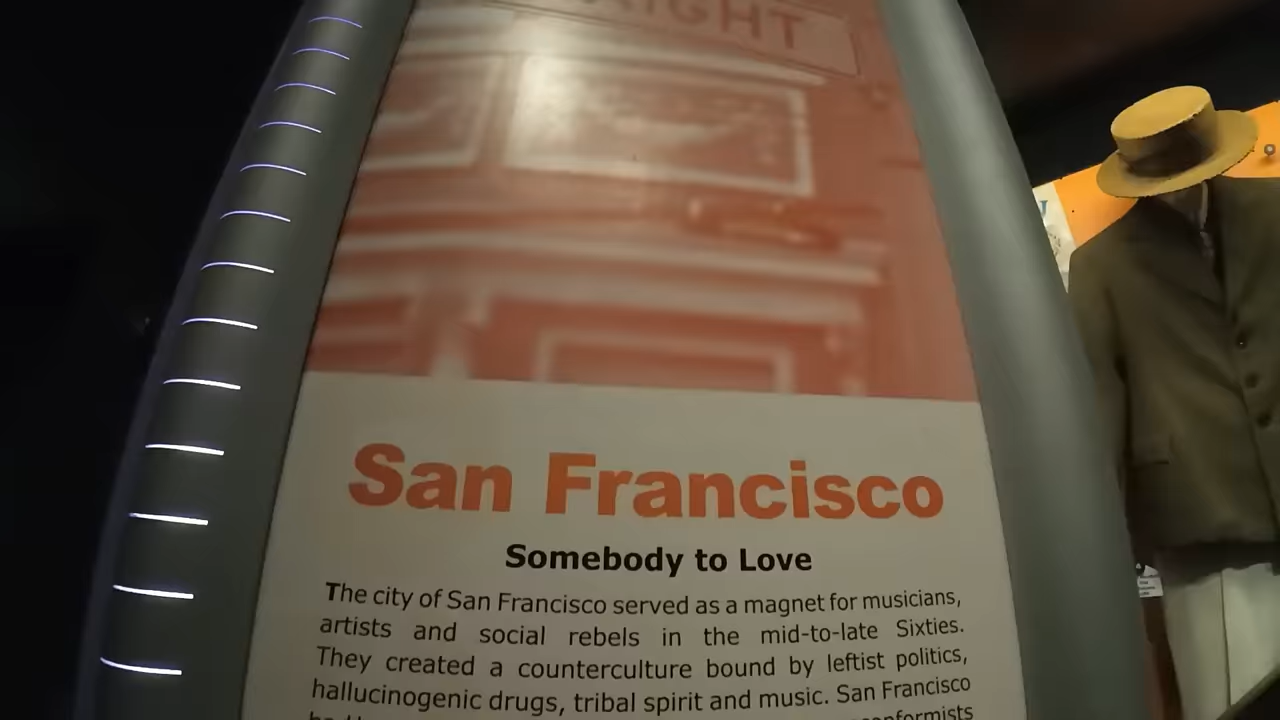 San Francisco
Somebody to Love
The city of San Francisco served as a magnet for musicians,
artists and social rebels in the mid-to-late Sixties.
They created a counterculture bound by leftist politics,
hallucinogenic drugs, tribal spirit and music. San Francisco